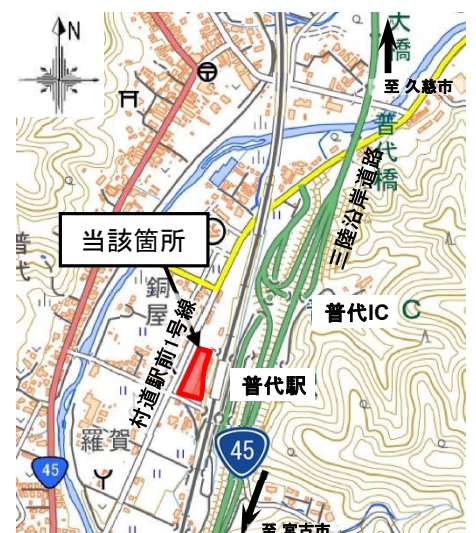 N
大橋
至 久慈市
普代橋
三陸沿岸道路
当該箇所
普代
銅屋
村道駅前1号線
普代IC
C
普代駅
羅賀
45
45
至 宮古市